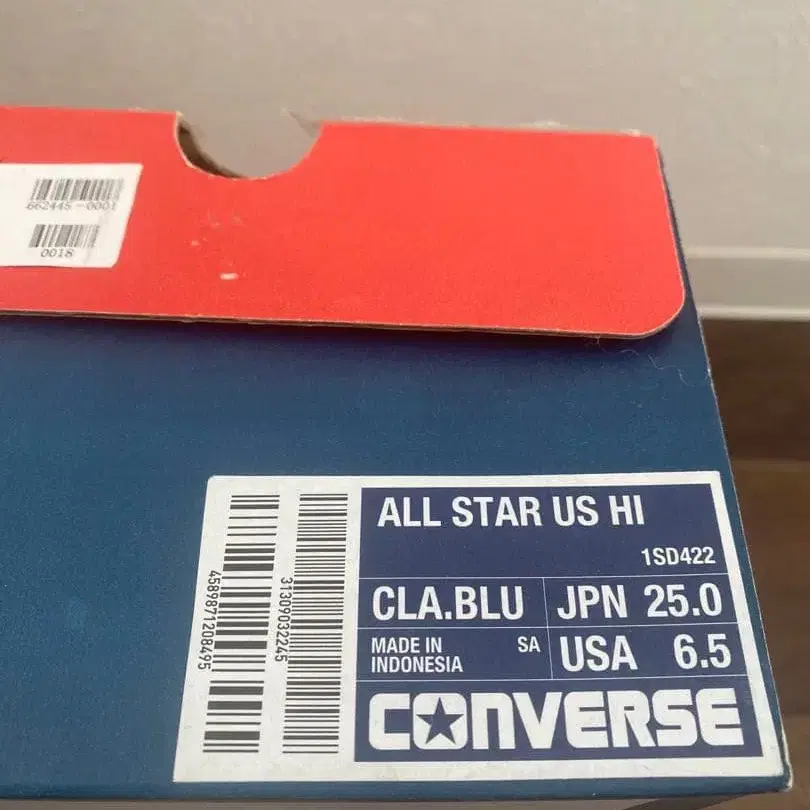 662445-0001
0018
ALL STAR US HI
1SD422
CLA.BLU
JPN 25.0
MADE IN INDONESIA
SA
USA 6.5
CONVERSE
4589871208495
31309032245